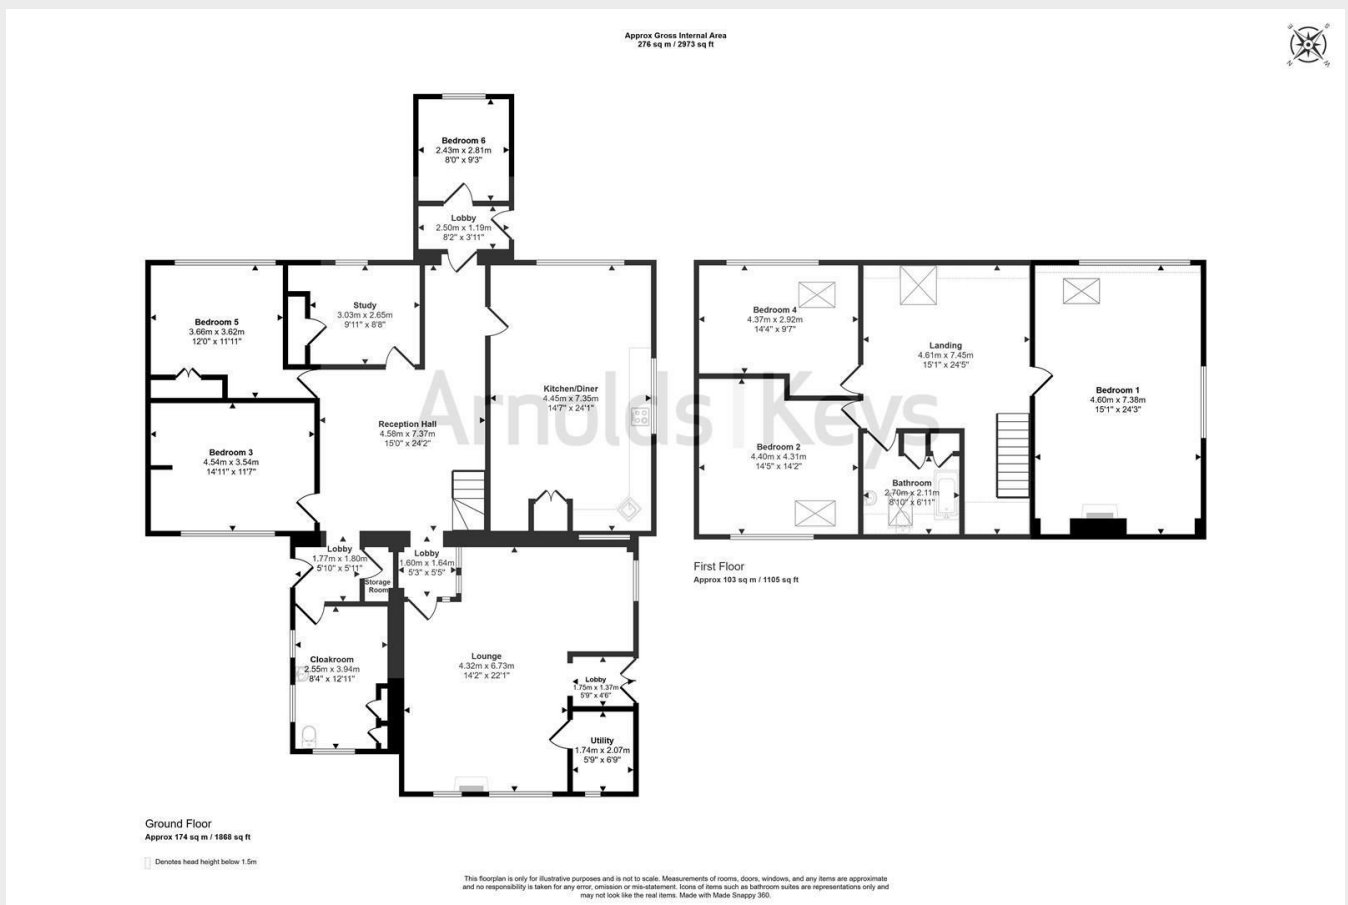 Approx Gross Internal Area
276 sq m / 2973 sq ft
Bedroom 6
2.43m x 2.81m
8'0" x 9'3"
Lobby
2.50m x 1.19m
8'2" x 3'11"
Study
3.03m x 2.65m
9'11" x 8'8"
Bedroom 5
3.66m x 3.62m
12'0" x 11'11"
Kitchen/Diner
4.45m x 7.35m
14'7" x 24'1"
Reception Hall
4.58m x 7.37m
15'0" x 24'2"
Bedroom 3
4.54m x 3.54m
14'11" x 11'7"
Lobby
1.77m x 1.80m
5'10" x 5'11"
Storage
Room
Lobby
1.60m x 1.64m
5'3" x 5'5"
Cloakroom
2.55m x 3.94m
8'4" x 12'11"
Lounge
4.32m x 6.73m
14'2" x 22'1"
Lobby
1.75m x 1.37m
5'9" x 4'6"
Utility
1.74m x 2.07m
5'9" x 6'9"
Ground Floor
Approx 174 sq m / 1868 sq ft
Denotes head height below 1.5m
Bedroom 4
4.37m x 2.92m
14'4" x 9'7"
Landing
4.61m x 7.45m
15'1" x 24'5"
Bedroom 1
4.60m x 7.38m
15'1" x 24'3"
Bedroom 2
4.40m x 4.31m
14'5" x 14'2"
Bathroom
2.70m x 2.11m
8'10" x 6'11"
First Floor
Approx 103 sq m / 1105 sq ft
Arnolds | Keys
This floorplan is only for illustrative purposes and is not to scale. Measurements of rooms, doors, windows, and any items are approximate
and no responsibility is taken for any error, omission or mis-statement. Icons of items such as bathroom suites are representations only and
may not look like the real items. Made with Made Snappy 360.